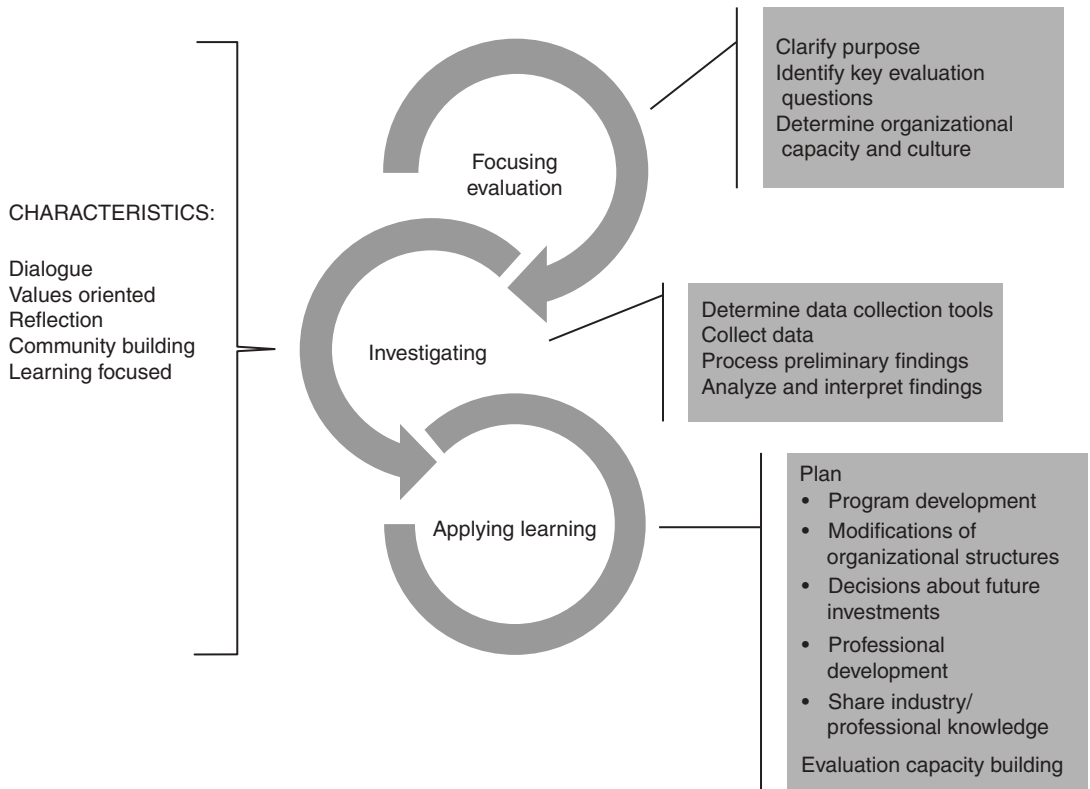 CHARACTERISTICS:
Dialogue
Values oriented
Reflection
Community building
Learning focused
Focusing
evaluation
Clarify purpose
Identify key evaluation
questions
Determine organizational
capacity and culture
Investigating
Determine data collection tools
Collect data
Process preliminary findings
Analyze and interpret findings
Applying learning
Plan
• Program development
• Modifications of
organizational structures
• Decisions about future
investments
• Professional
development
• Share industry/
professional knowledge
Evaluation capacity building